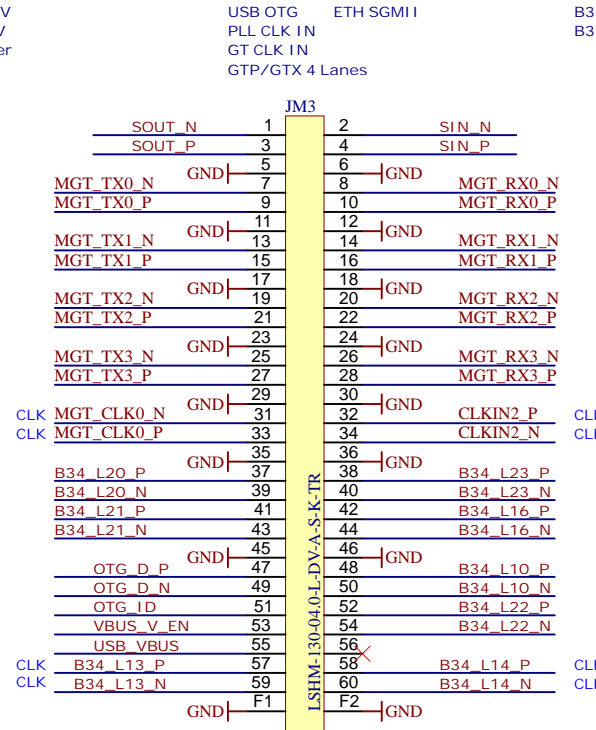 V USB OTG ETH SGMII B3
V PLL CLK IN B3
er GT CLK IN
GTP/GTX 4 Lanes
JM3
SOUT_N 1 2 SIN_N
SOUT_P 3 4 SIN_P
GND 5 6 GND
MGT_TX0_N 7 8 MGT_RX0_N
MGT_TX0_P 9 10 MGT_RX0_P
GND 11 12 GND
MGT_TX1_N 13 14 MGT_RX1_N
MGT_TX1_P 15 16 MGT_RX1_P
GND 17 18 GND
MGT_TX2_N 19 20 MGT_RX2_N
MGT_TX2_P 21 22 MGT_RX2_P
GND 23 24 GND
MGT_TX3_N 25 26 MGT_RX3_N
MGT_TX3_P 27 28 MGT_RX3_P
GND 29 30 GND
CLK MGT_CLK0_N 31 32 CLKIN2_P CL
CLK MGT_CLK0_P 33 34 CLKIN2_N CL
GND 35 36 GND
B34_L20_P 37 38 B34_L23_P
B34_L20_N 39 40 B34_L23_N
B34_L21_P 41 42 B34_L16_P
B34_L21_N 43 44 B34_L16_N
GND 45 46 GND
OTG_D_P 47 48 B34_L10_P
OTG_D_N 49 50 B34_L10_N
OTG_ID 51 52 B34_L22_P
VBUS_V_EN 53 54 B34_L22_N
USB_VBUS 55 56
CLK B34_L13_P 57 58 B34_L14_P CL
CLK B34_L13_N 59 60 B34_L14_N CL
GND F1 F2 GND
LSHM-130-04.0-L-DV-A-S-K-TR